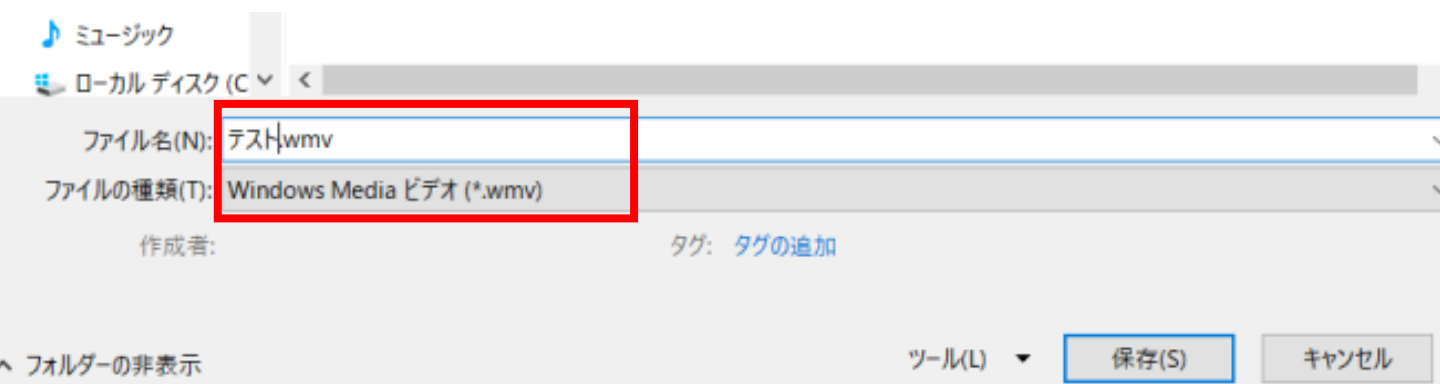 ミュージック
ローカル ディスク (C
ファイル名(N): テスト.wmv
ファイルの種類(T): Windows Media ビデオ (*.wmv)
作成者: タグ: タグの追加
フォルダーの非表示 ツール(L) 保存(S) キャンセル